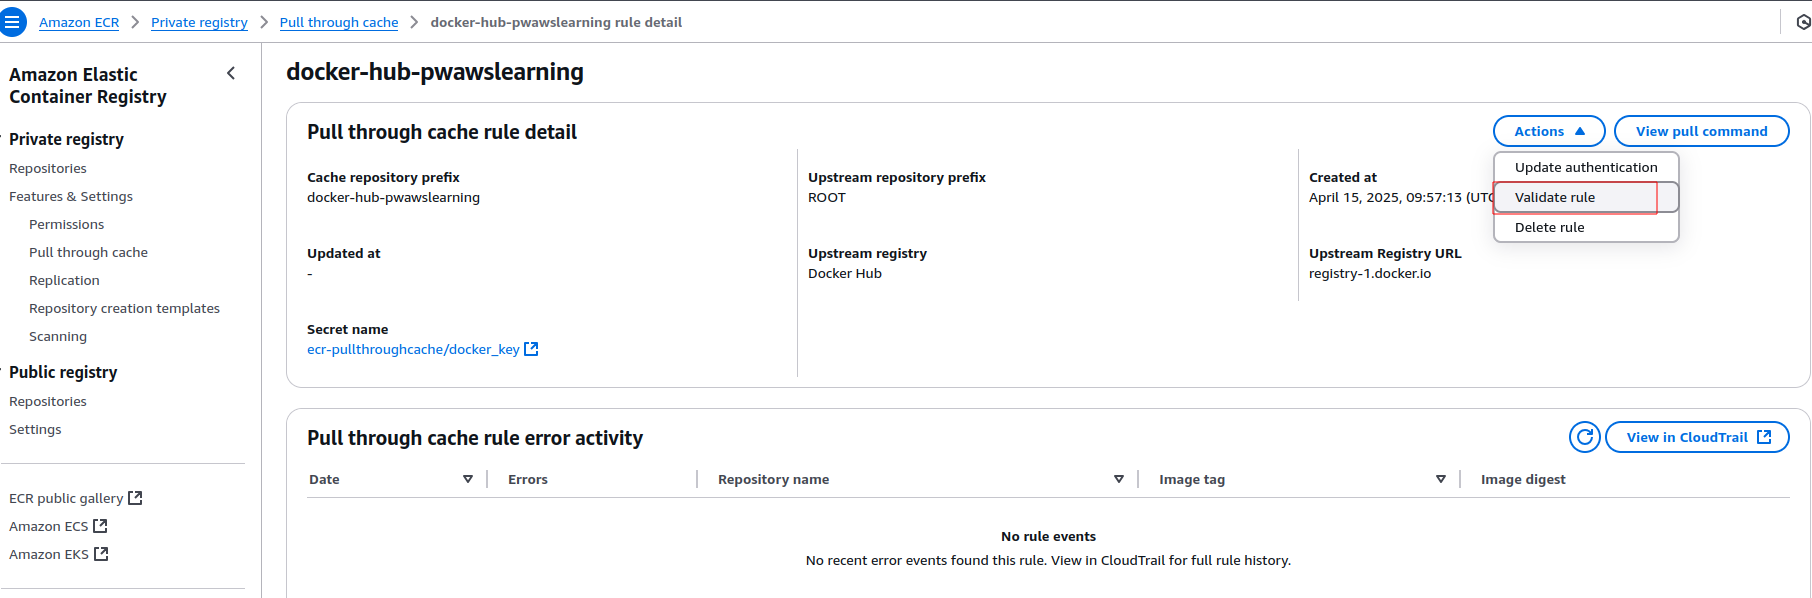 Amazon ECR > Private registry > Pull through cache > docker-hub-pwawslearning rule detail
Amazon Elastic
Container Registry
Private registry
Repositories
Features & Settings
Permissions
Pull through cache
Replication
Repository creation templates
Scanning
Public registry
Repositories
Settings
ECR public gallery
Amazon ECS
Amazon EKS
docker-hub-pwawslearning
Pull through cache rule detail
Actions
View pull command
Update authentication
Validate rule
Delete rule
Cache repository prefix
docker-hub-pwawslearning
Upstream repository prefix
ROOT
Created at
April 15, 2025, 09:57:13 (UTC
Updated at
-
Upstream registry
Docker Hub
Upstream Registry URL
registry-1.docker.io
Secret name
ecr-pullthroughcache/docker_key
Pull through cache rule error activity
View in CloudTrail
Date Errors Repository name Image tag Image digest
No rule events
No recent error events found this rule. View in CloudTrail for full rule history.